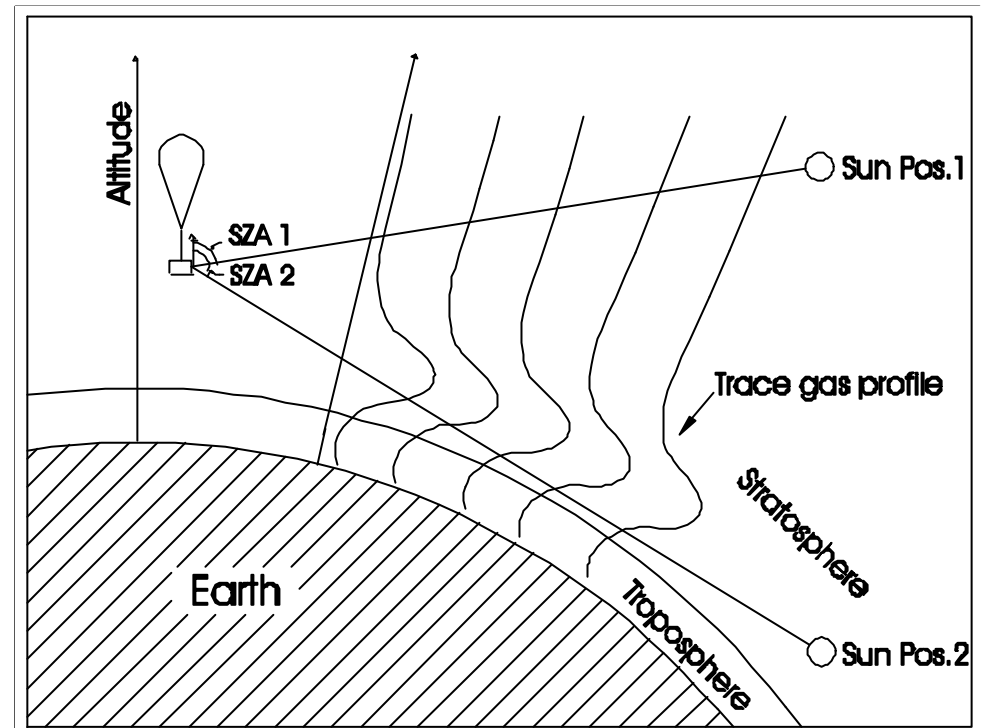 Altitude
Sun Pos.1
SZA 1
SZA 2
Trace gas profile
Stratosphere
Earth
Troposphere
Sun Pos.2